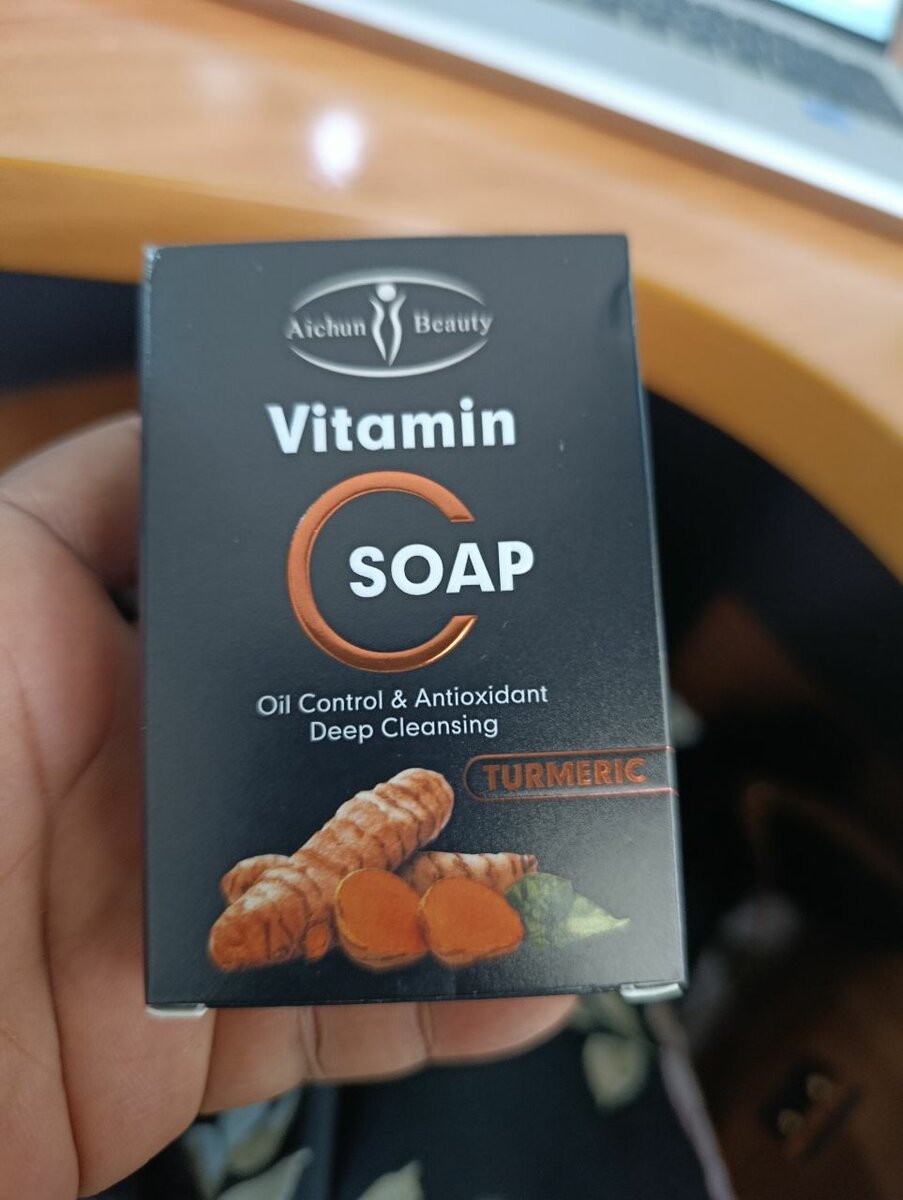 Aichun Beauty
Vitamin
C SOAP
Oil Control & Antioxidant
Deep Cleansing
TURMERIC